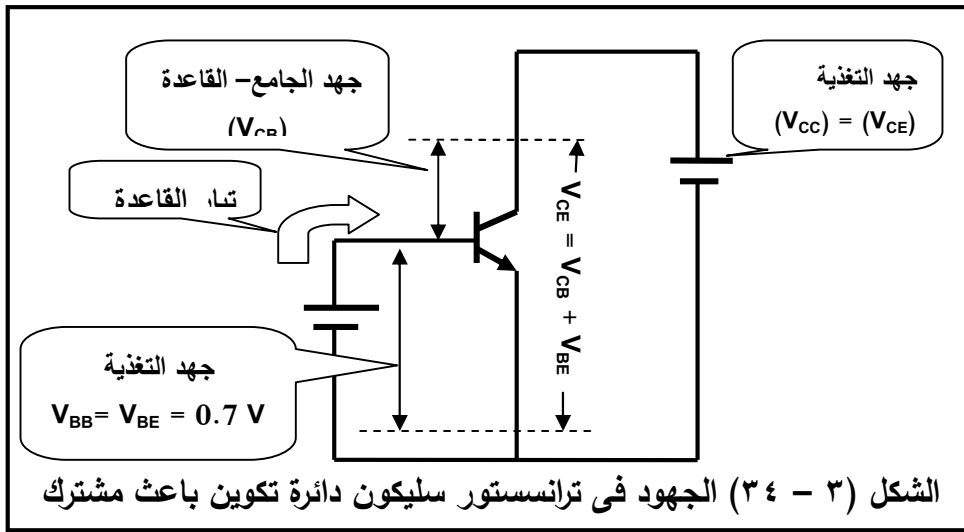 جهد الجامع– القاعدة
(V_CB)
جهد التغذية
(V_CC) = (V_CE)
تيار القاعدة
V_CE = V_CB + V_BE
جهد التغذية
V_BB= V_BE = 0.7 V
الشكل (٣ – ٣٤) الجهود فى ترانسستور سليكون دائرة تكوين باعث مشترك